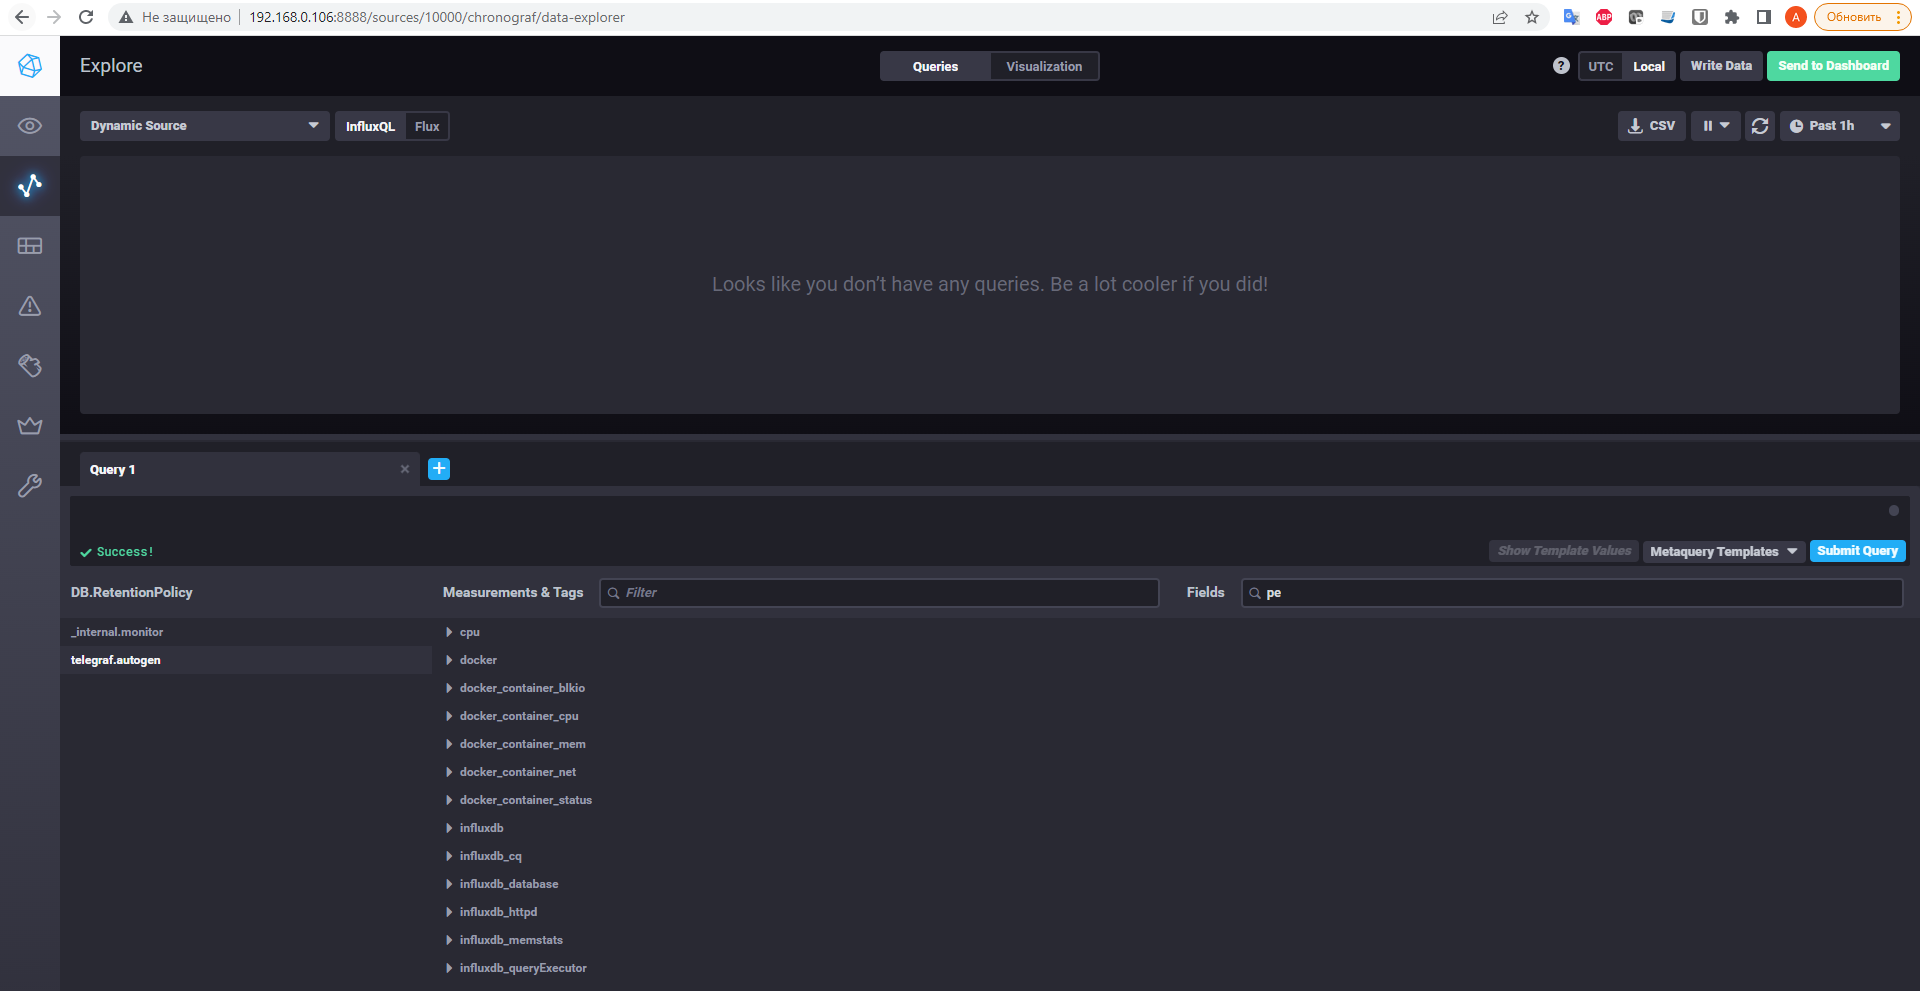 Не защищено 192.168.0.106:8888/sources/10000/chronograf/data-explorer ABP A Обновить
Explore Queries Visualization ? UTC Local Write Data Send to Dashboard
Dynamic Source InfluxQL Flux CSV Past 1h
Looks like you don't have any queries. Be a lot cooler if you did!
Query 1
Success! Show Template Values Metaquery Templates Submit Query
DB.RetentionPolicy Measurements & Tags Filter Fields pe
_internal.monitor
telegraf.autogen
cpu
docker
docker_container_blkio
docker_container_cpu
docker_container_mem
docker_container_net
docker_container_status
influxdb
influxdb_cq
influxdb_database
influxdb_httpd
influxdb_memstats
influxdb_queryExecutor